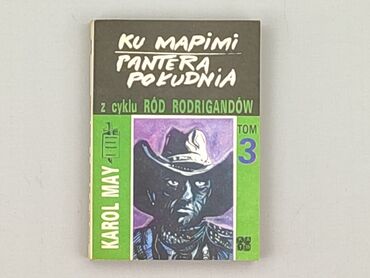 KU MAPIMI
PANTERA POŁUDNIA
z cyklu RÓD RODRIGANDÓW
TOM
3
KAROL MAY